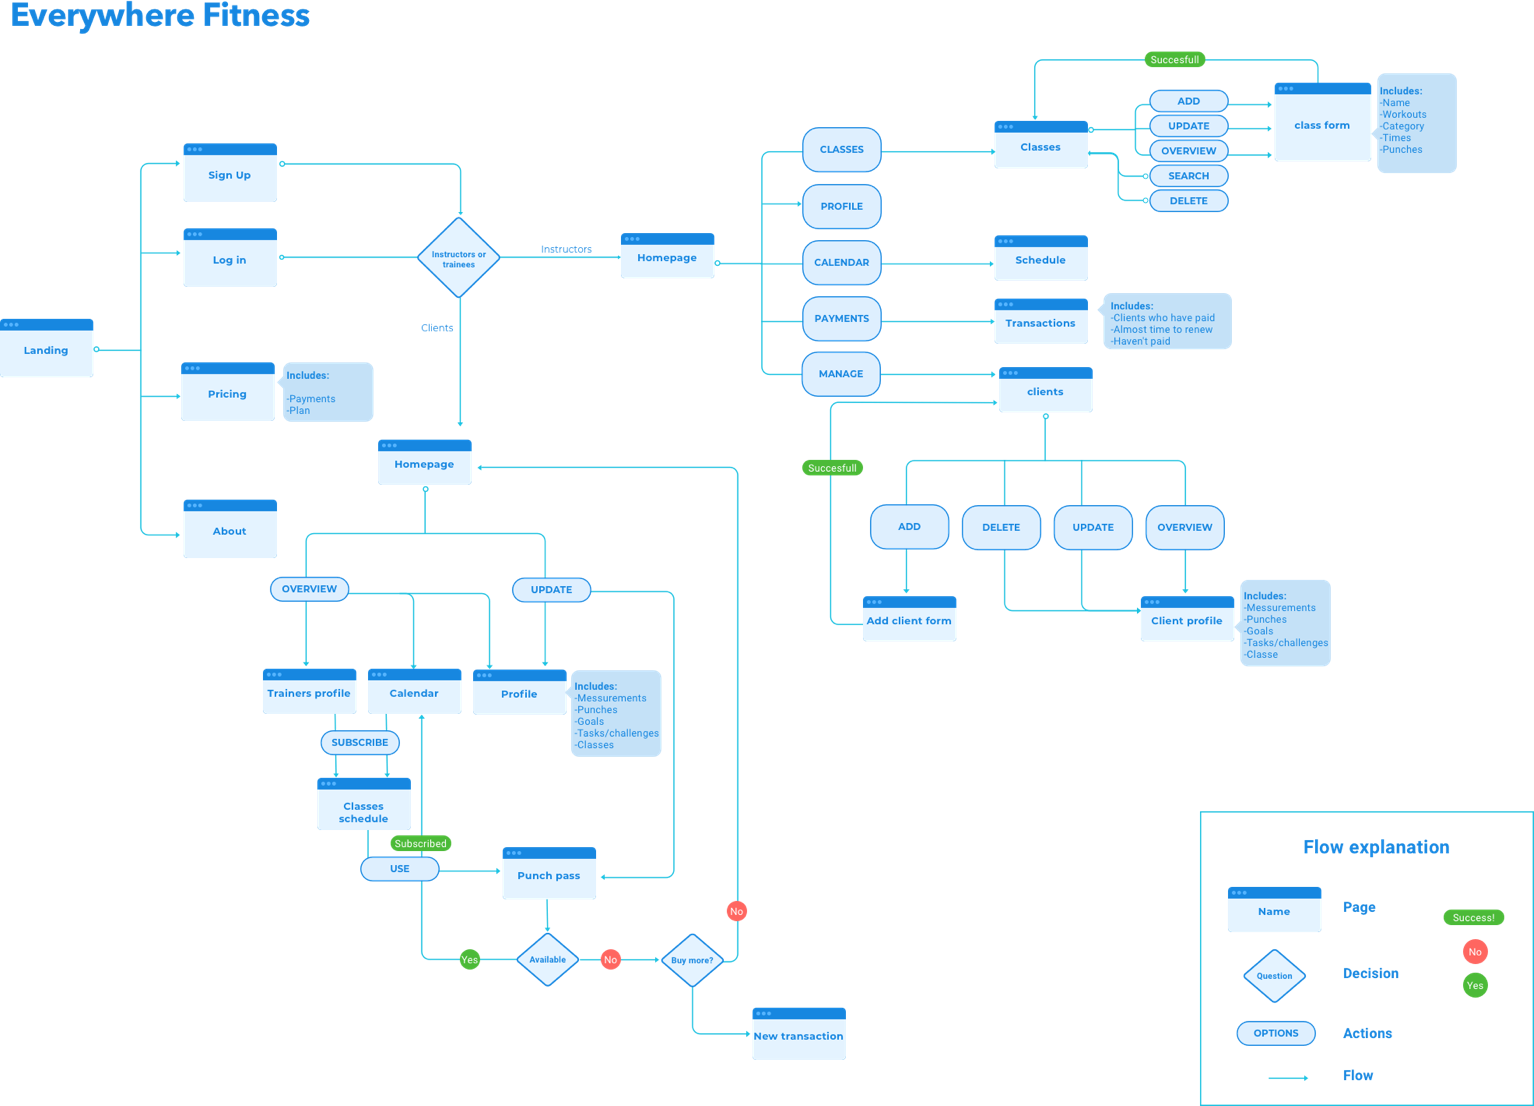 Everywhere Fitness
Succesfull
Includes:
-Name
-Workouts
-Category
-Times
-Punches
class form
ADD
UPDATE
OVERVIEW
SEARCH
DELETE
Classes
CLASSES
PROFILE
CALENDAR
PAYMENTS
MANAGE
Sign Up
Log in
Instructors or
trainees
Instructors
Homepage
Schedule
Transactions
Includes:
-Clients who have paid
-Almost time to renew
-Haven't paid
Clients
Landing
Pricing
Includes:
-Payments
-Plan
About
clients
Succesfull
ADD
DELETE
UPDATE
OVERVIEW
Add client form
Client profile
Includes:
-Messurements
-Punches
-Goals
-Tasks/challenges
-Classe
Homepage
OVERVIEW
UPDATE
Trainers profile
Calendar
Profile
Includes:
-Messurements
-Punches
-Goals
-Tasks/challenges
-Classes
SUBSCRIBE
Classes
schedule
Subscribed
USE
Punch pass
No
Yes
Available
No
Buy more?
New transaction
Flow explanation
Name
Page
Success!
Question
Decision
No
Yes
OPTIONS
Actions
Flow